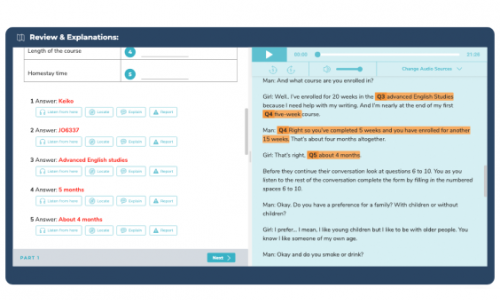 Review & Explanations:
Length of the course
4
Homestay time
5
1 Answer: Keiko
Listen from here
Locate
Explain
Report
2 Answer: JO6337
Listen from here
Locate
Explain
Report
3 Answer: Advanced English studies
Listen from here
Locate
Explain
Report
4 Answer: 5 months
Listen from here
Locate
Explain
Report
5 Answer: About 4 months
Listen from here
Locate
Explain
Report
PART 1
Next
00:00
Change Audio Sources
Man: And what course are you enrolled in?
Girl: Well, I've enrolled for 20 weeks in the Q3 advanced English Studies
because I need help with my writing. And I'm nearly at the end of my first
Q4 five-week course.
Man: Q4 Right so you've completed 5 weeks and you have enrolled for another
15 weeks. That's about four months altogether.
Girl: That's right, Q5 about 4 months.
Before they continue their conversation look at questions 6 to 10. You as you
listen to the rest of the conversation complete the form by filling in the numbered
spaces 6 to 10.
Man: Okay. Do you have a preference for a family? With children or without
children?
Girl: I prefer... I mean, I like young children but I like to be with older people. You
know I like someone of my own age.
Man: Okay and do you smoke or drink?